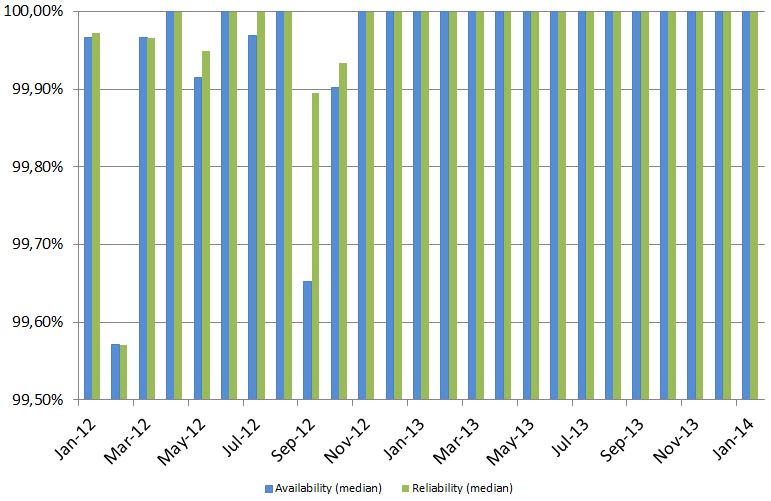 100,00%
99,90%
99,80%
99,70%
99,60%
99,50%
Jan-12
Mar-12
May-12
Jul-12
Sep-12
Nov-12
Jan-13
Mar-13
May-13
Jul-13
Sep-13
Nov-13
Jan-14
Availability (median) Reliability (median)